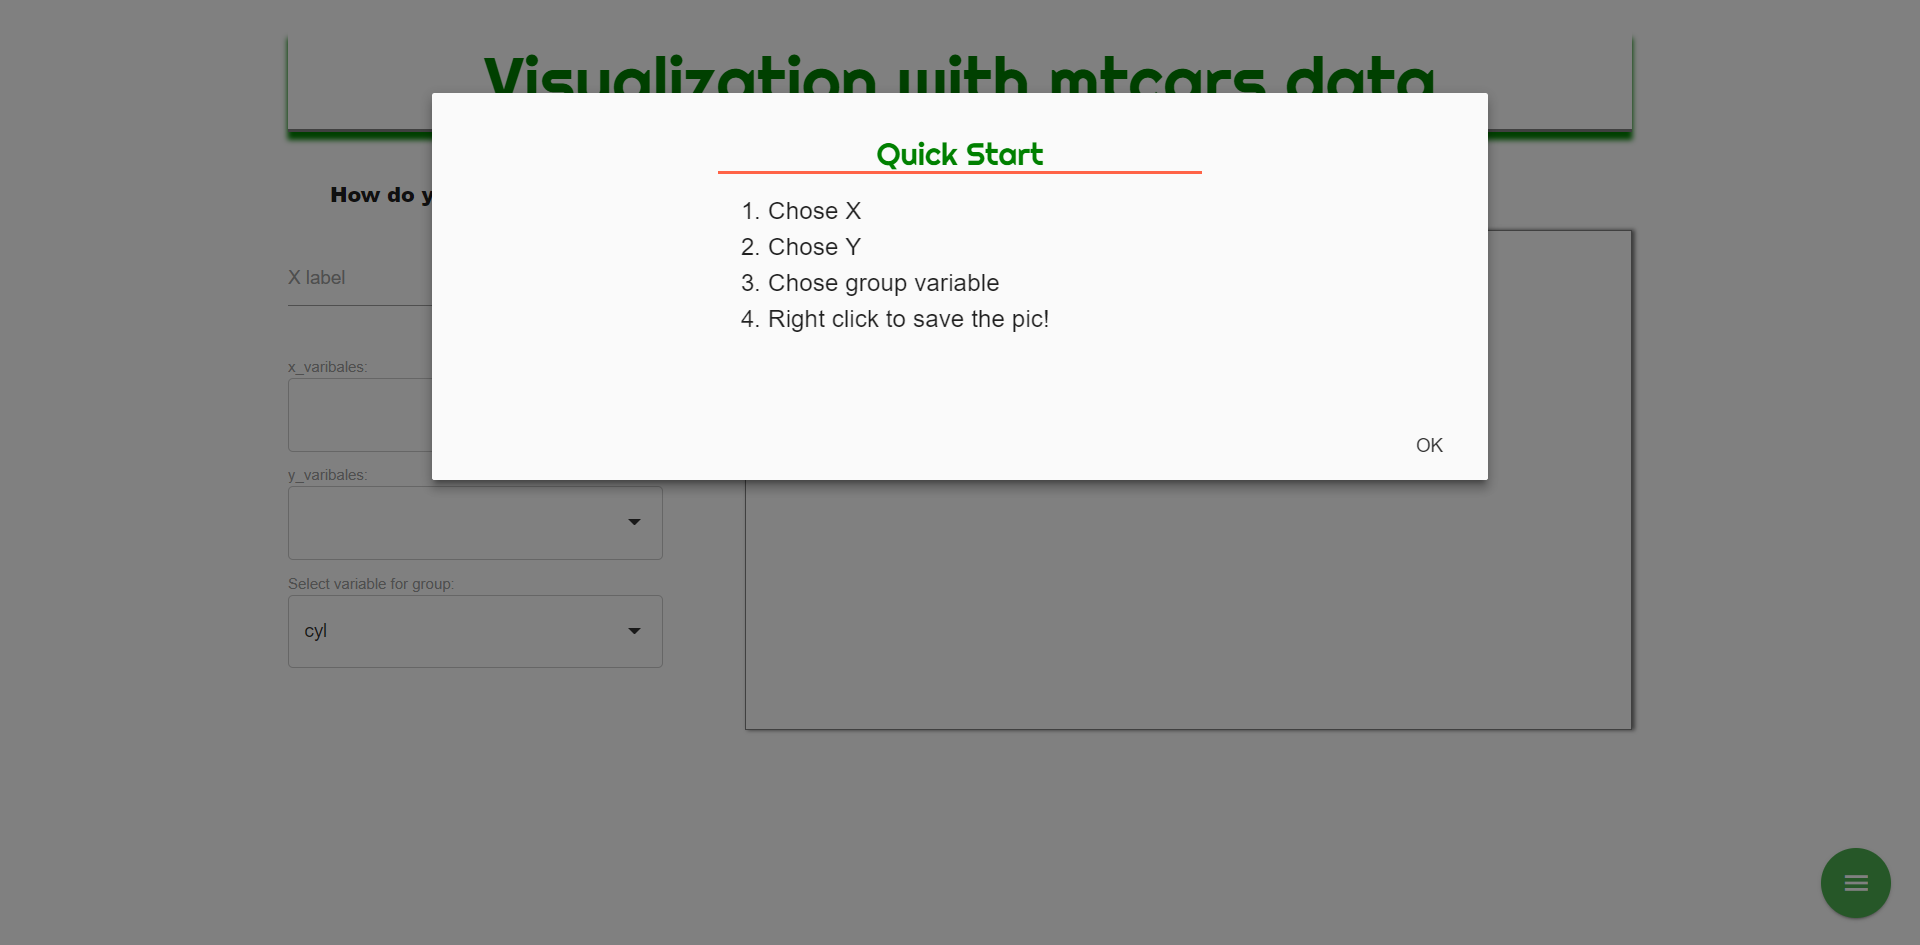 Visualization with mtcars data
Quick Start
How do y
1. Chose X
2. Chose Y
3. Chose group variable
4. Right click to save the pic!
X label
x_varibales:
OK
y_varibales:
Select variable for group:
cyl